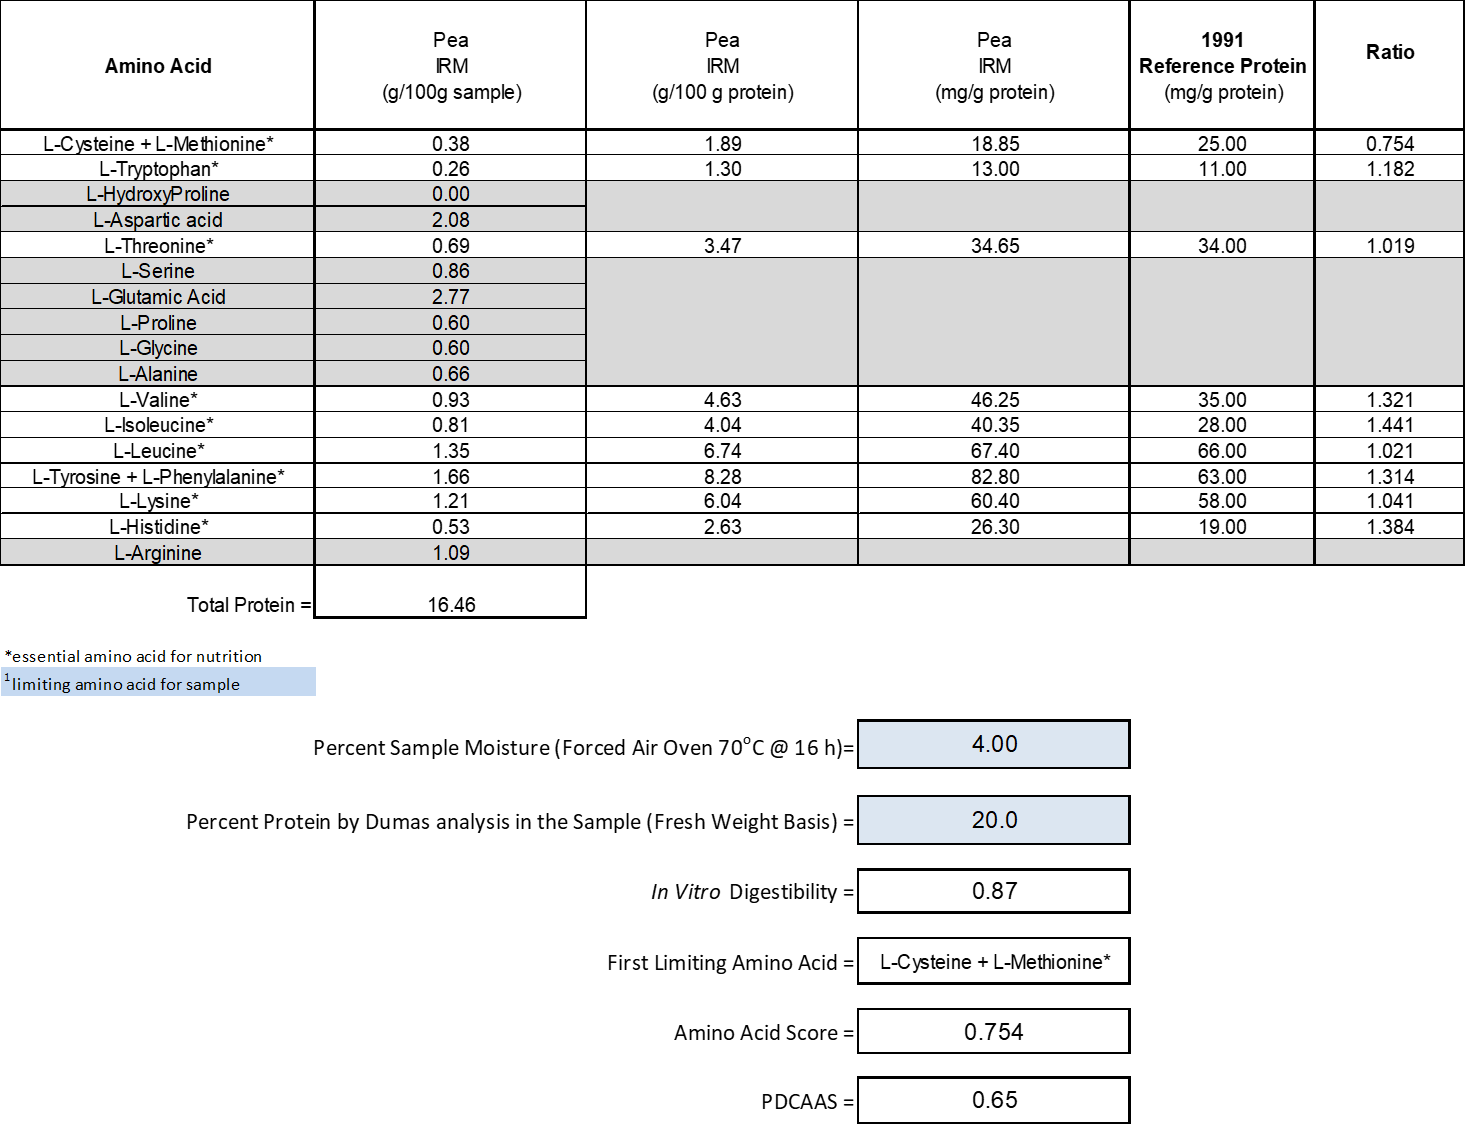 Amino Acid Pea IRM (g/100g sample) Pea IRM (g/100 g protein) Pea IRM (mg/g protein) 1991 Reference Protein (mg/g protein) Ratio
L-Cysteine + L-Methionine* 0.38 1.89 18.85 25.00 0.754
L-Tryptophan* 0.26 1.30 13.00 11.00 1.182
L-HydroxyProline 0.00
L-Aspartic acid 2.08
L-Threonine* 0.69 3.47 34.65 34.00 1.019
L-Serine 0.86
L-Glutamic Acid 2.77
L-Proline 0.60
L-Glycine 0.60
L-Alanine 0.66
L-Valine* 0.93 4.63 46.25 35.00 1.321
L-Isoleucine* 0.81 4.04 40.35 28.00 1.441
L-Leucine* 1.35 6.74 67.40 66.00 1.021
L-Tyrosine + L-Phenylalanine* 1.66 8.28 82.80 63.00 1.314
L-Lysine* 1.21 6.04 60.40 58.00 1.041
L-Histidine* 0.53 2.63 26.30 19.00 1.384
L-Arginine 1.09
Total Protein = 16.46
*essential amino acid for nutrition
1 limiting amino acid for sample
Percent Sample Moisture (Forced Air Oven 70°C @ 16 h)= 4.00
Percent Protein by Dumas analysis in the Sample (Fresh Weight Basis) = 20.0
In Vitro Digestibility = 0.87
First Limiting Amino Acid = L-Cysteine + L-Methionine*
Amino Acid Score = 0.754
PDCAAS = 0.65